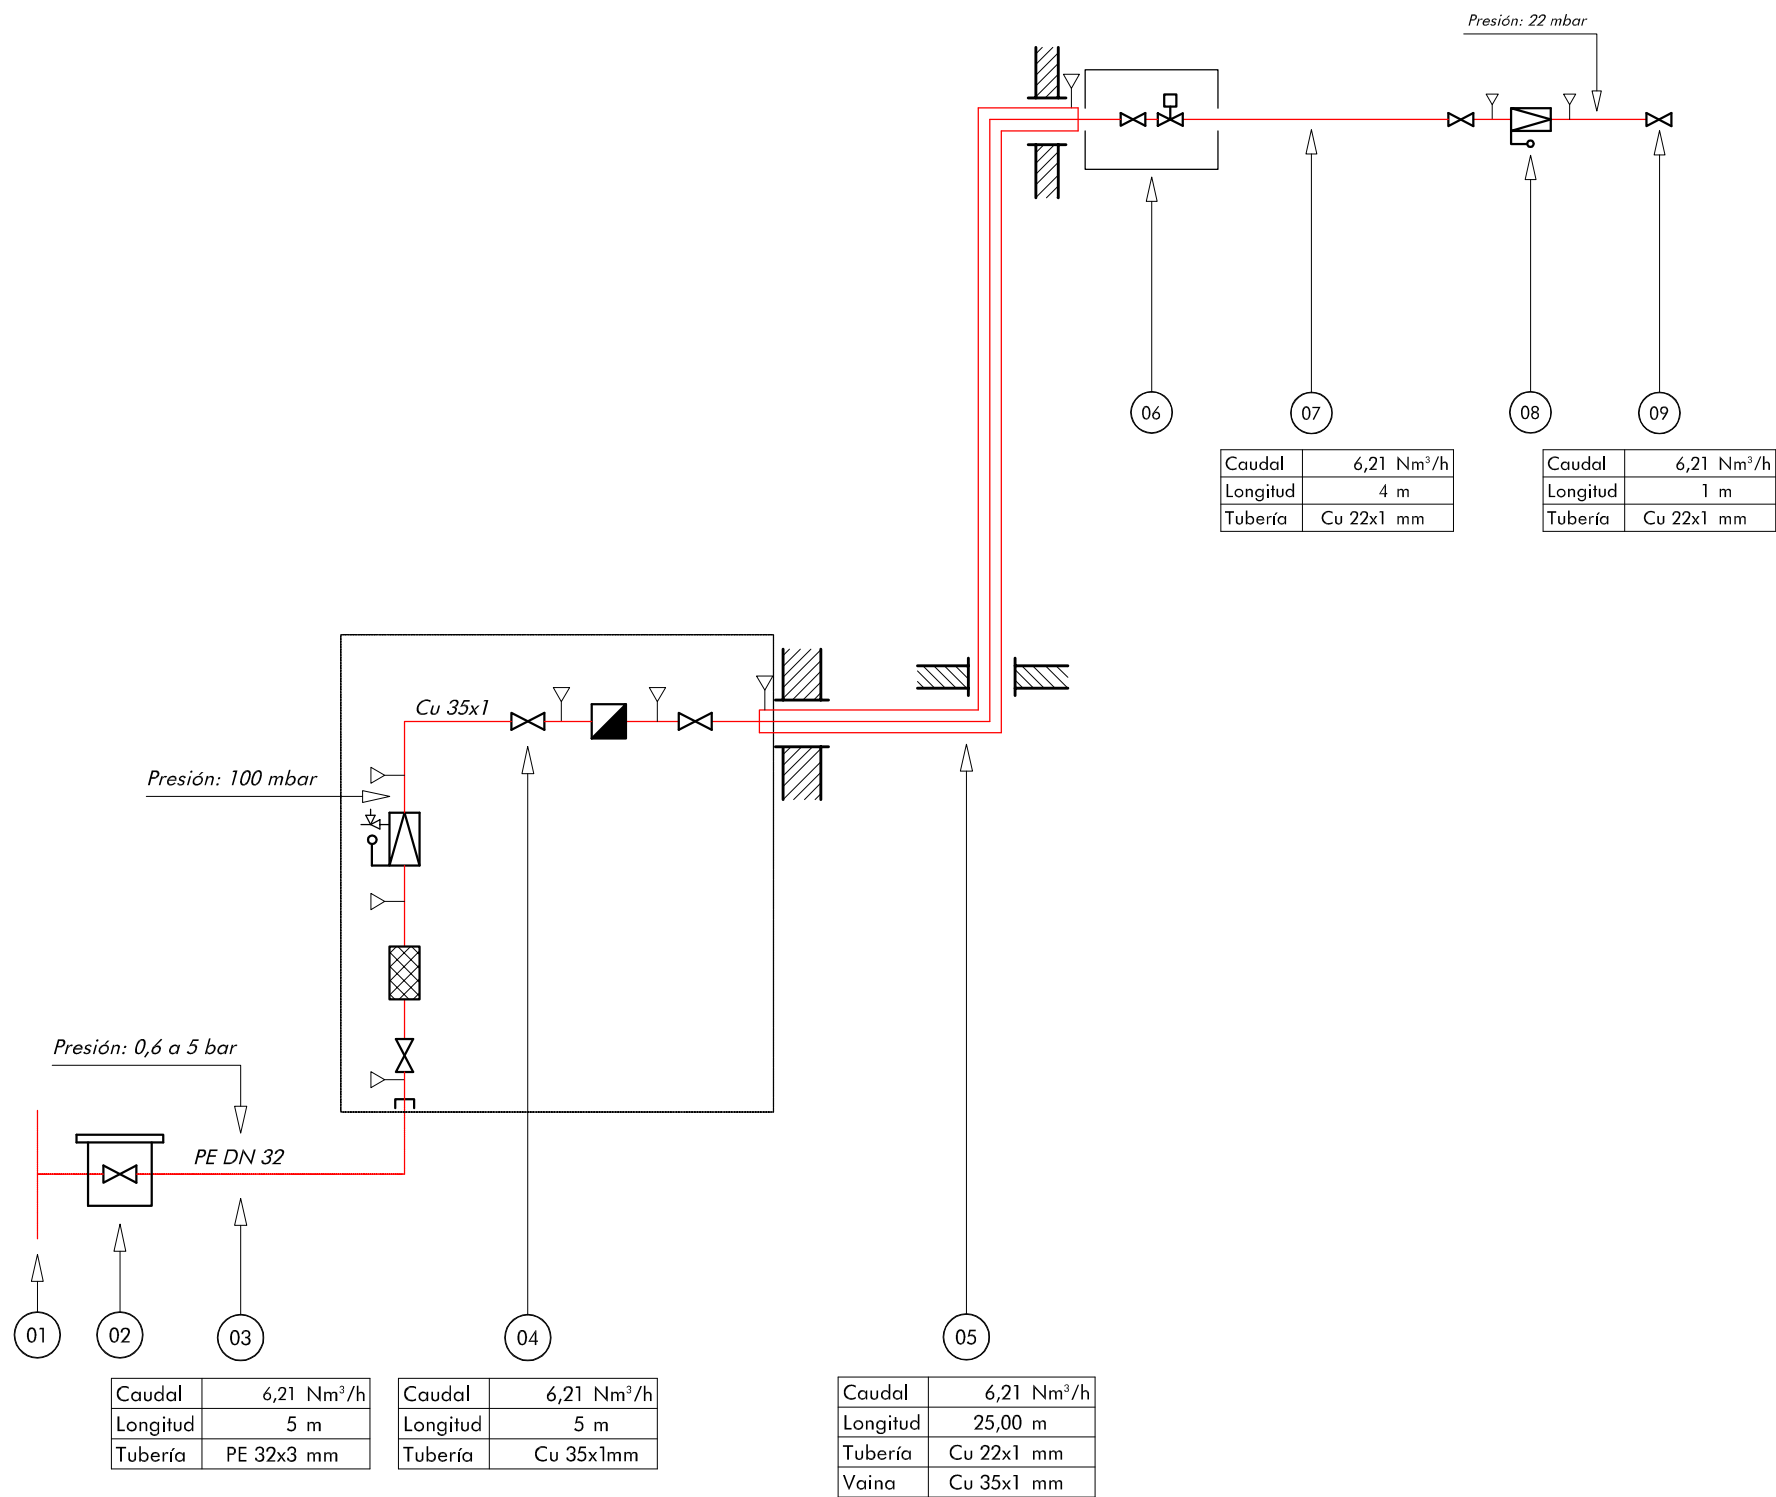 Presión: 22 mbar
06
07
08
09
Caudal 6,21 Nm³/h
Longitud 4 m
Tubería Cu 22x1 mm
Caudal 6,21 Nm³/h
Longitud 1 m
Tubería Cu 22x1 mm
Cu 35x1
Presión: 100 mbar
Presión: 0,6 a 5 bar
PE DN 32
01
02
03
04
05
Caudal 6,21 Nm³/h
Longitud 5 m
Tubería PE 32x3 mm
Caudal 6,21 Nm³/h
Longitud 5 m
Tubería Cu 35x1mm
Caudal 6,21 Nm³/h
Longitud 25,00 m
Tubería Cu 22x1 mm
Vaina Cu 35x1 mm